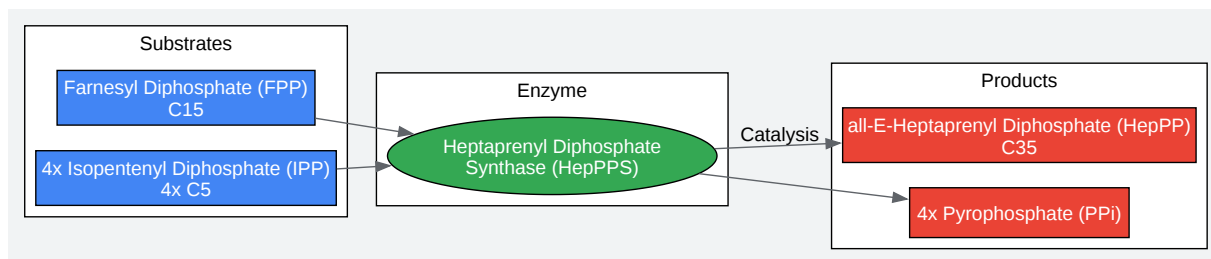 Substrates
Farnesyl Diphosphate (FPP)
C15
4x Isopentenyl Diphosphate (IPP)
4x C5
Enzyme
Heptaprenyl Diphosphate
Synthase (HepPPS)
Catalysis
Products
all-E-Heptaprenyl Diphosphate (HepPP)
C35
4x Pyrophosphate (PPi)